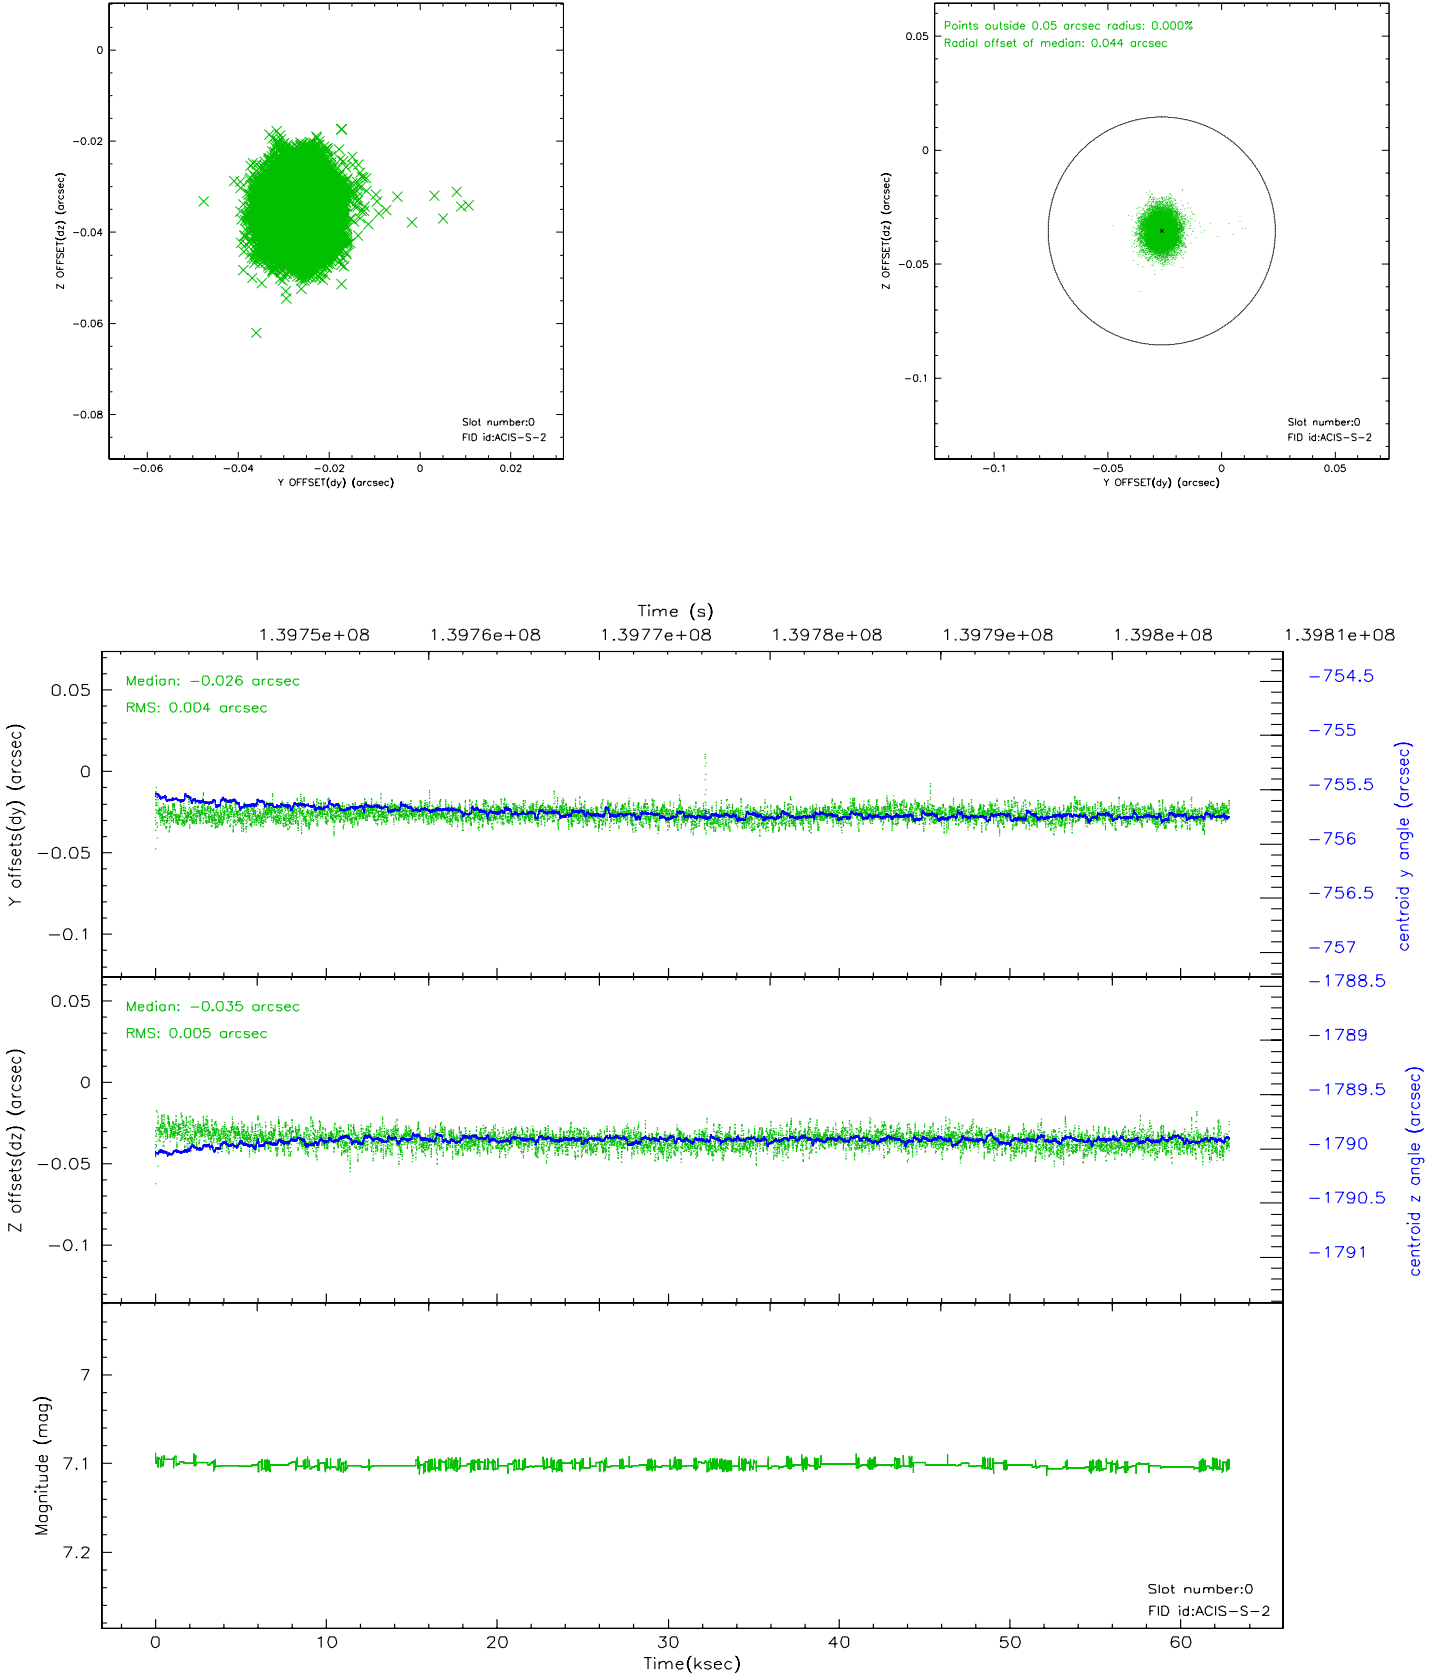 0
-0.02
-0.04
-0.06
-0.08
Z OFFSET(dz) (arcsec)
Slot number:0
FID id:ACIS-S-2
-0.06
-0.04
-0.02
0
0.02
Y OFFSET(dy) (arcsec)
Points outside 0.05 arcsec radius: 0.000%
Radial offset of median: 0.044 arcsec
0.05
0
-0.05
-0.1
Z OFFSET(dz) (arcsec)
Slot number:0
FID id:ACIS-S-2
-0.1
-0.05
0
0.05
Y OFFSET(dy) (arcsec)
Time (s)
1.3975e+08
1.3976e+08
1.3977e+08
1.3978e+08
1.3979e+08
1.398e+08
1.3981e+08
Median: -0.026 arcsec
RMS: 0.004 arcsec
0.05
0
-0.05
-0.1
Y offsets(dy) (arcsec)
-754.5
-755
-755.5
-756
-756.5
-757
centroid y angle (arcsec)
Median: -0.035 arcsec
RMS: 0.005 arcsec
0.05
0
-0.05
-0.1
Z offsets(dz) (arcsec)
-1788.5
-1789
-1789.5
-1790
-1790.5
-1791
centroid z angle (arcsec)
7
7.1
7.2
Magnitude (mag)
Slot number:0
FID id:ACIS-S-2
0
10
20
30
40
50
60
Time(ksec)